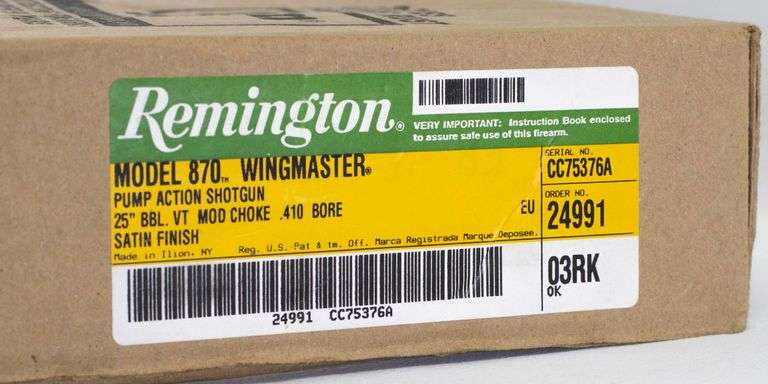 Remington®
VERY IMPORTANT: Instruction Book enclosed
to assure safe use of this firearm.
MODEL 870™ WINGMASTER®
PUMP ACTION SHOTGUN
25" BBL. VT MOD CHOKE .410 BORE EU
SATIN FINISH
Made in Ilion, NY Reg. U.S. Pat & tm. Off. Marca Registrada Marque Deposee.
SERIAL NO.
CC75376A
ORDER NO.
24991
03RK
OK
24991 CC75376A